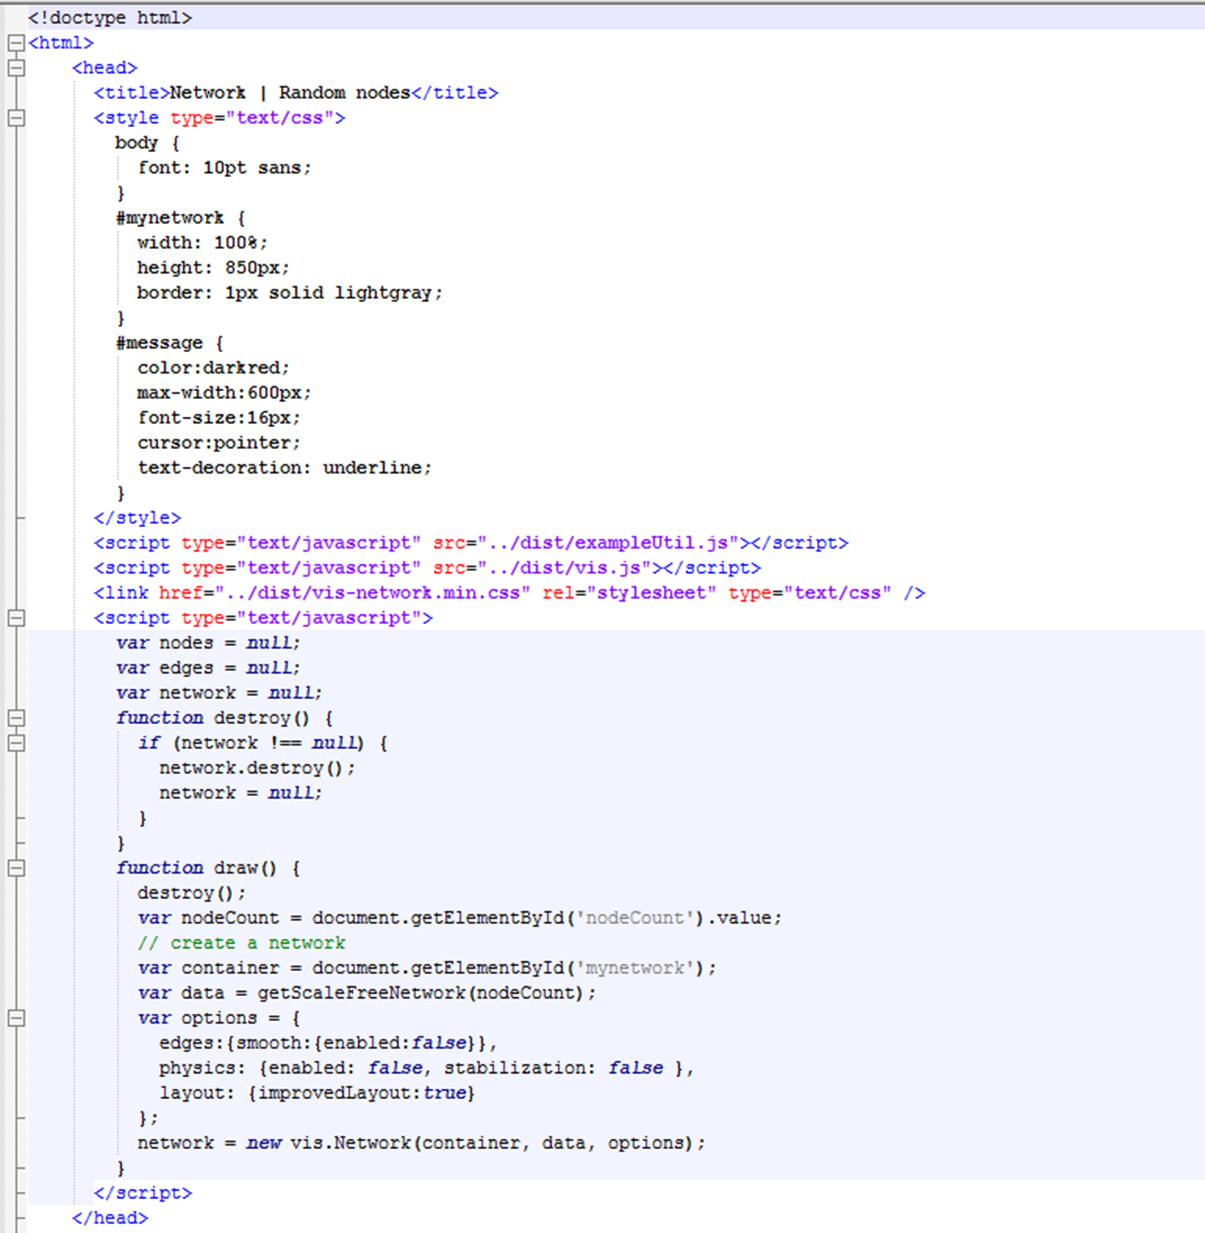 <!doctype html>
<html>
    <head>
      <title>Network | Random nodes</title>
      <style type="text/css">
        body {
          font: 10pt sans;
        }
        #mynetwork {
          width: 100%;
          height: 850px;
          border: 1px solid lightgray;
        }
        #message {
          color:darkred;
          max-width:600px;
          font-size:16px;
          cursor:pointer;
          text-decoration: underline;
        }
      </style>
      <script type="text/javascript" src="../dist/exampleUtil.js"></script>
      <script type="text/javascript" src="../dist/vis.js"></script>
      <link href="../dist/vis-network.min.css" rel="stylesheet" type="text/css" />
      <script type="text/javascript">
        var nodes = null;
        var edges = null;
        var network = null;
        function destroy() {
          if (network !== null) {
            network.destroy();
            network = null;
          }
        }
        function draw() {
          destroy();
          var nodeCount = document.getElementById('nodeCount').value;
          // create a network
          var container = document.getElementById('mynetwork');
          var data = getScaleFreeNetwork(nodeCount);
          var options = {
            edges:{smooth:{enabled:false}},
            physics: {enabled: false, stabilization: false },
            layout: {improvedLayout:true}
          };
          network = new vis.Network(container, data, options);
        }
      </script>
    </head>